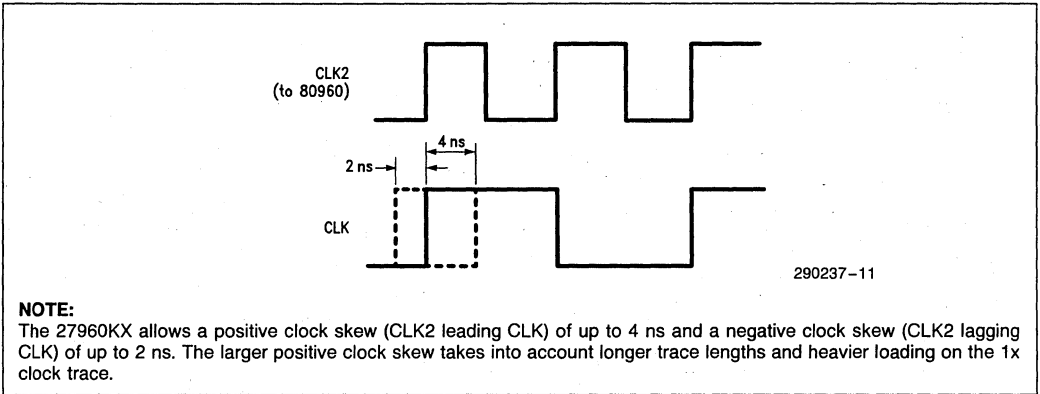 CLK2
(to 80960)
4 ns
2 ns
CLK
290237-11
NOTE:
The 27960KX allows a positive clock skew (CLK2 leading CLK) of up to 4 ns and a negative clock skew (CLK2 lagging
CLK) of up to 2 ns. The larger positive clock skew takes into account longer trace lengths and heavier loading on the 1x
clock trace.